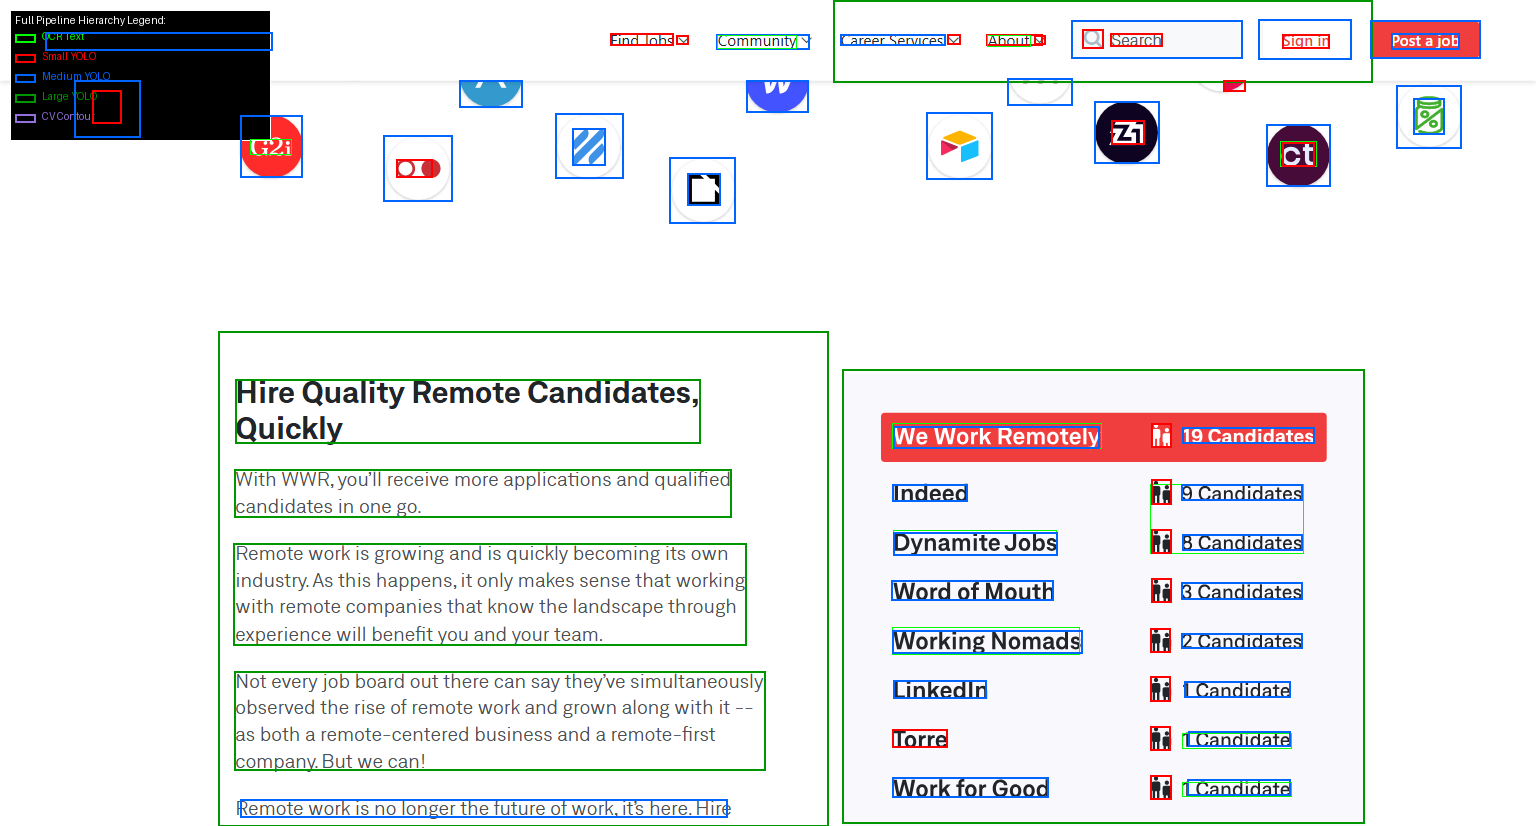 Full Pipeline Hierarchy Legend:
OCR Text
Small YOLO
Medium YOLO
Large YOLO
CV Contour
Find Jobs
Community
Career Services
About
Search
Sign in
Post a job
G2i
W
Z1
ct
Hire Quality Remote Candidates,
Quickly
With WWR, you’ll receive more applications and qualified
candidates in one go.
Remote work is growing and is quickly becoming its own
industry. As this happens, it only makes sense that working
with remote companies that know the landscape through
experience will benefit you and your team.
Not every job board out there can say they’ve simultaneously
observed the rise of remote work and grown along with it --
as both a remote-centered business and a remote-first
company. But we can!
Remote work is no longer the future of work, it’s here. Hire
We Work Remotely 19 Candidates
Indeed 9 Candidates
Dynamite Jobs 8 Candidates
Word of Mouth 3 Candidates
Working Nomads 2 Candidates
LinkedIn 1 Candidate
Torre 1 Candidate
Work for Good 1 Candidate